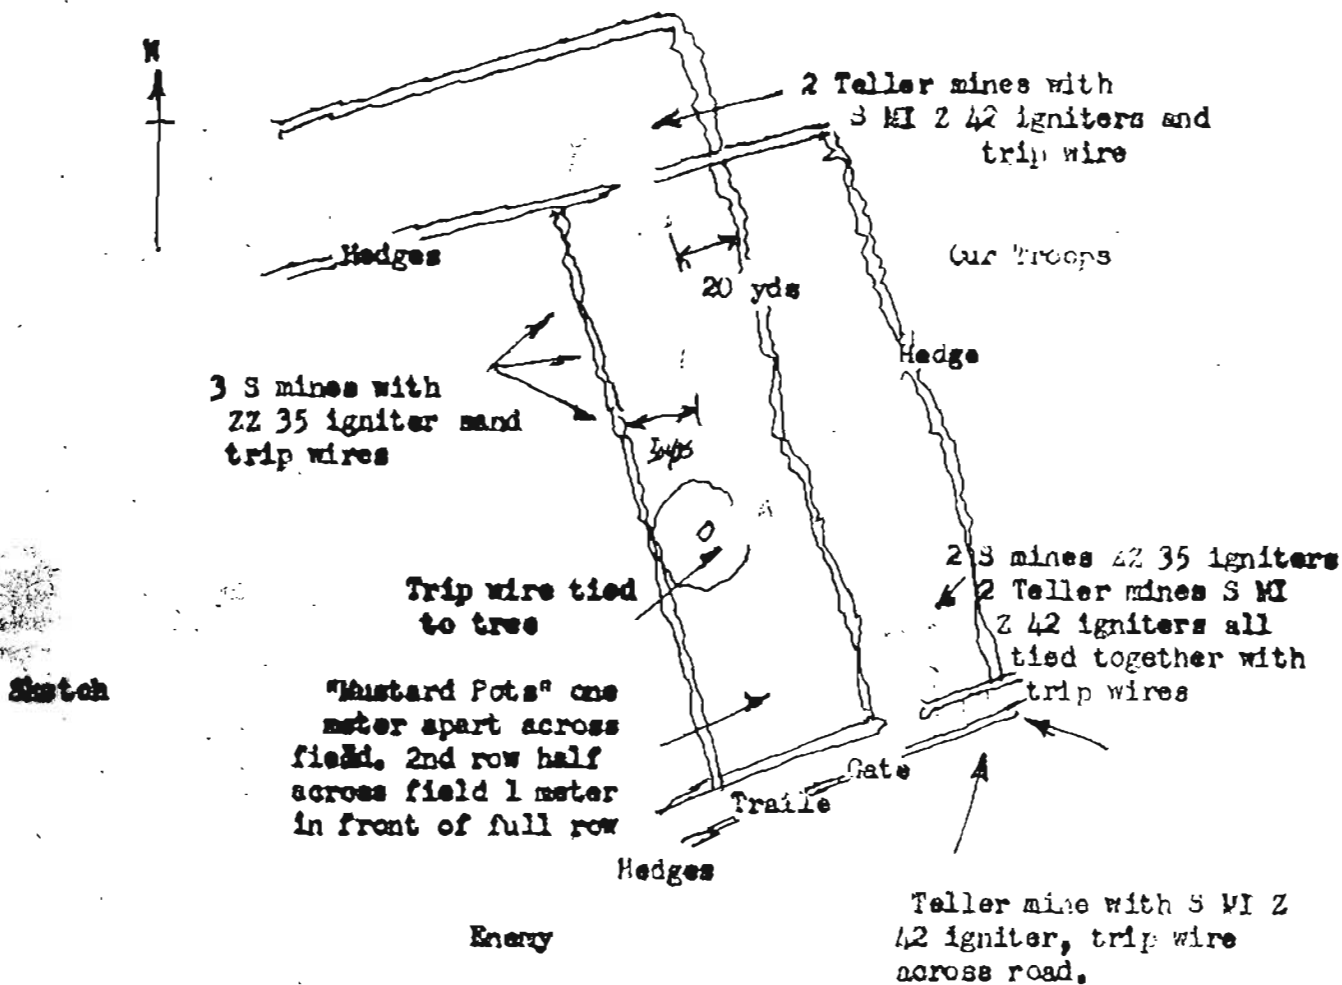 N
2 Teller mines with
S MI Z 42 igniters and
trip wire
Hedges
Our Troops
20 yds
Hedge
3 S mines with
ZZ 35 igniter sand
trip wires
2 S mines ZZ 35 igniters
2 Teller mines S MI
Z 42 igniters all
tied together with
trip wires
Trip wire tied
to tree
Sketch
"Mustard Pots" one
meter apart across
field. 2nd row half
across field 1 meter
in front of full row
Gate
Traile
Hedges
Enemy
Teller mine with S MI Z
42 igniter, trip wire
across road.